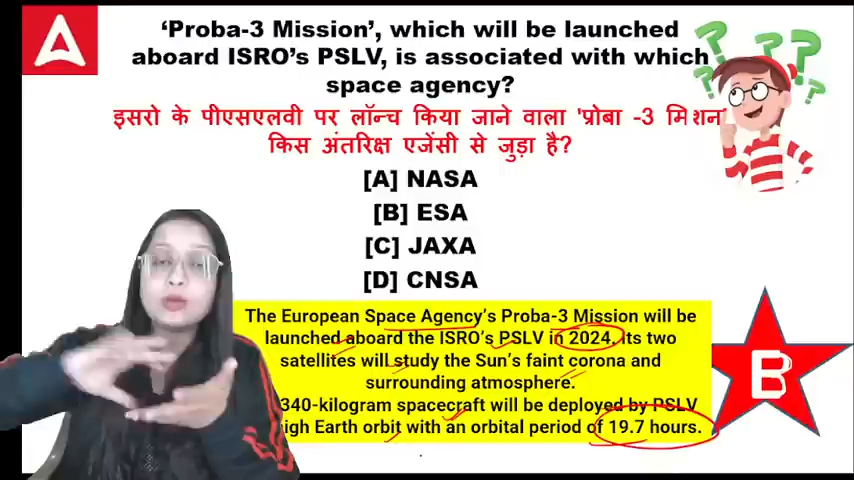 ‘Proba-3 Mission’, which will be launched
aboard ISRO’s PSLV, is associated with which
space agency?
इसरो के पीएसएलवी पर लॉन्च किया जाने वाला 'प्रोबा -3 मिशन'
किस अंतरिक्ष एजेंसी से जुड़ा है?
[A] NASA
[B] ESA
[C] JAXA
[D] CNSA
The European Space Agency’s Proba-3 Mission will be
launched aboard the ISRO’s PSLV in 2024. Its two
satellites will study the Sun’s faint corona and
surrounding atmosphere.
340-kilogram spacecraft will be deployed by PSLV
igh Earth orbit with an orbital period of 19.7 hours.
B